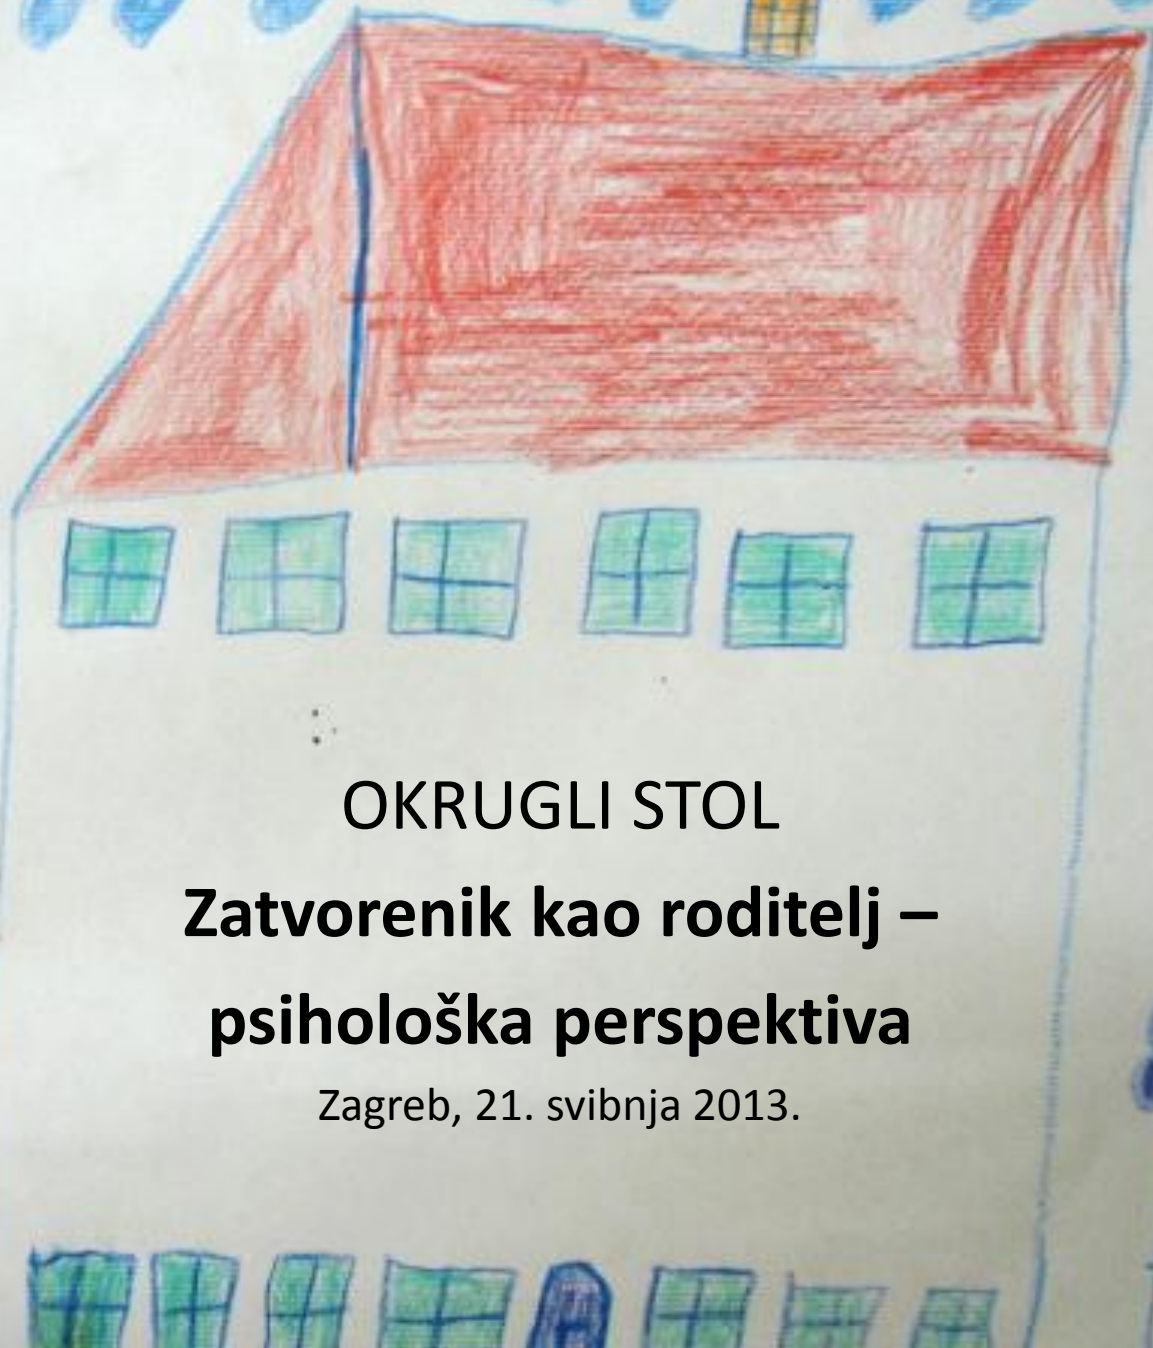 OKRUGLI STOL
Zatvorenik kao roditelj –
psihološka perspektiva
Zagreb, 21. svibnja 2013.